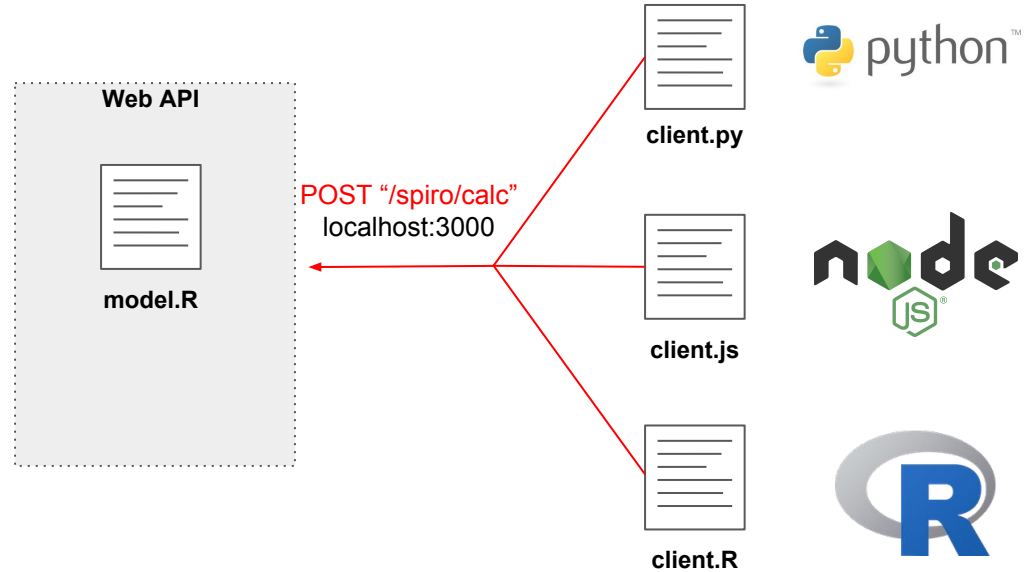 Web API
model.R
POST “/spiro/calc”
localhost:3000
client.py
python™
client.js
node
JS®
client.R
R